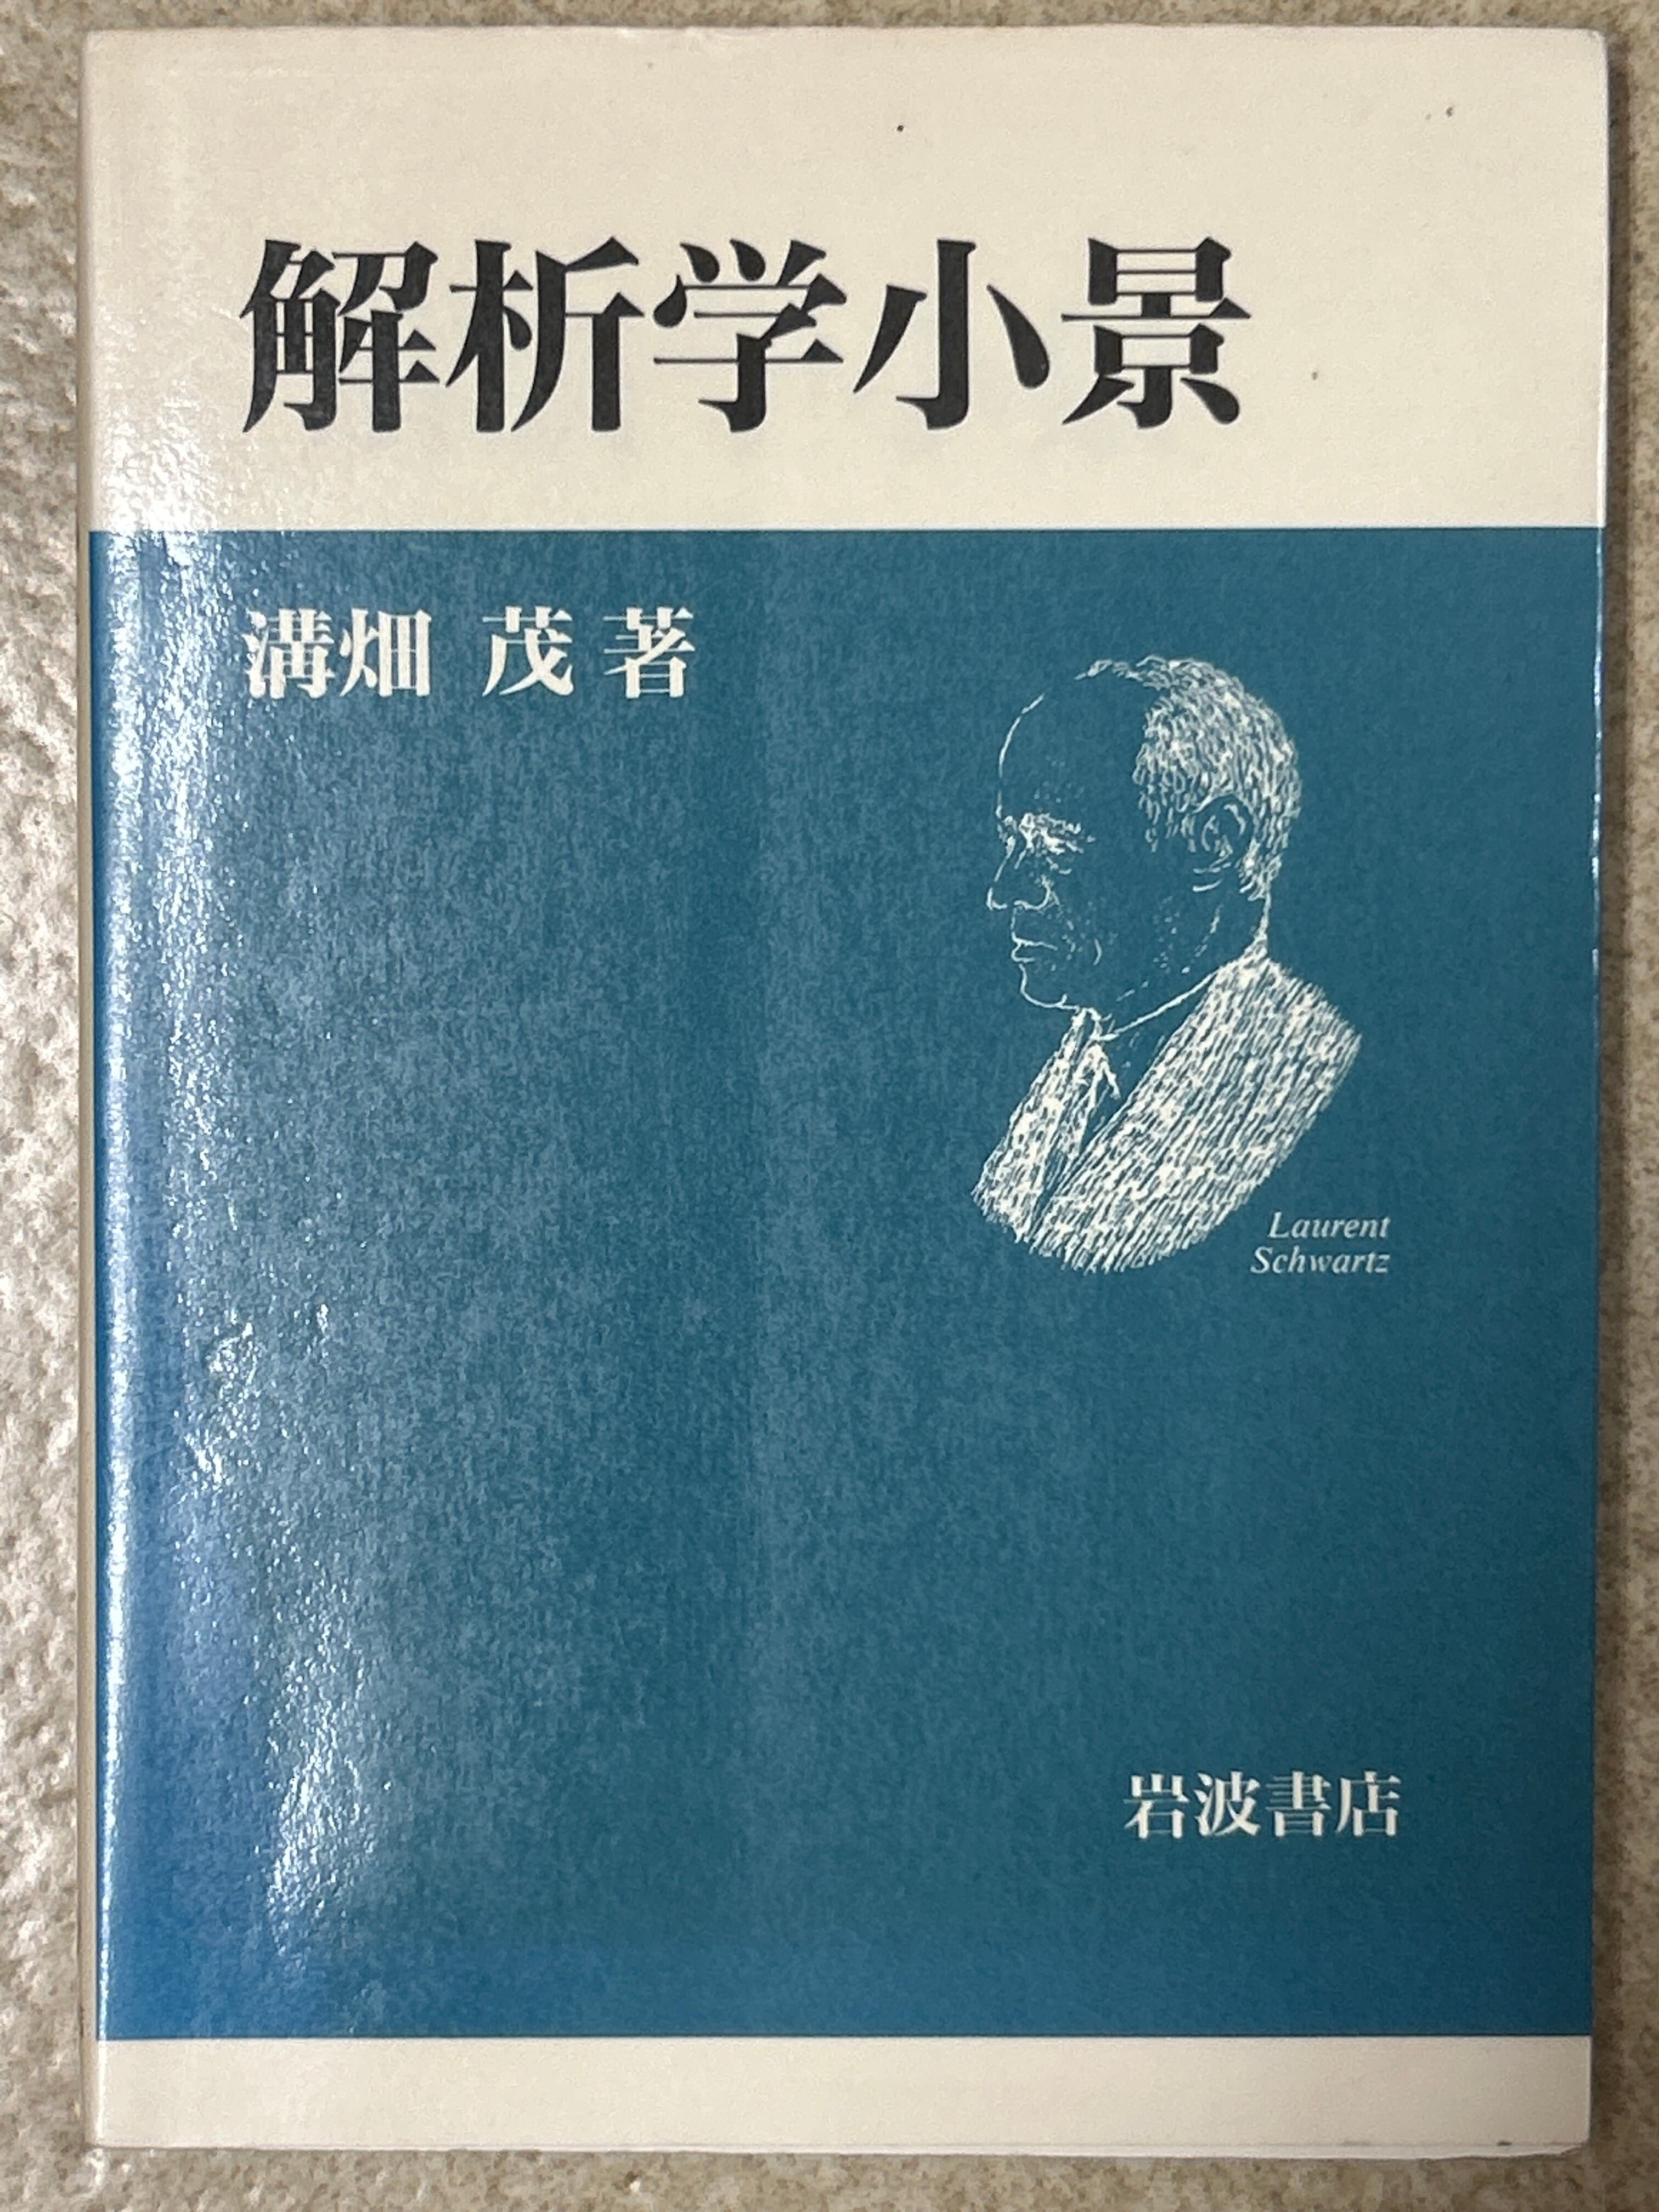 解析学小景
溝畑 茂 著
Laurent
Schwartz
岩波書店